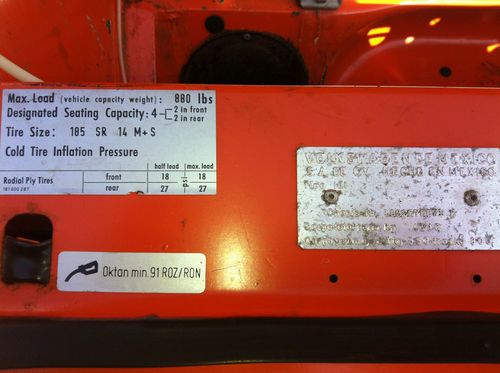 Max. Load (vehicle capacity weight): 880 lbs
Designated Seating Capacity: 4 2 in front
2 in rear
Tire Size: 185 SR 14 M+S
Cold Tire Inflation Pressure
half load max. load
Radial Ply Tires front 18 psi 18
rear 27 27
Oktan min. 91 ROZ/RON
VOLKSWAGEN DE MEXICO
S.A. DE C.V. HECHO EN MEXICO